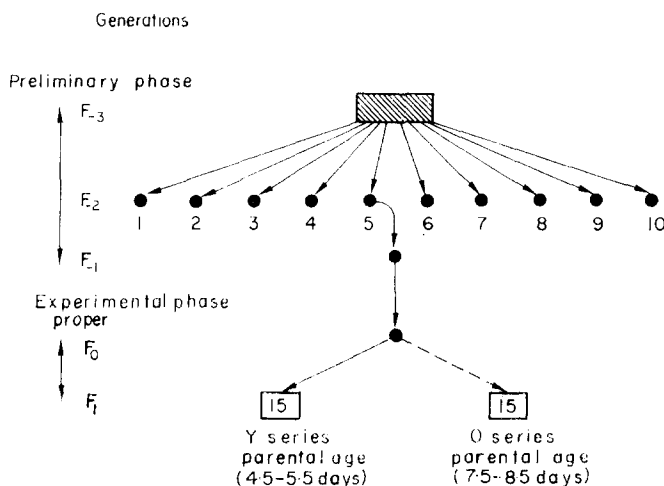 Generations
Preliminary phase
F-3
F-2
1 2 3 4 5 6 7 8 9 10
F-1
Experimental phase
proper
F0
F1
15 15
Y series O series
parental age parental age
(4·5-5·5 days) (7·5-8·5 days)